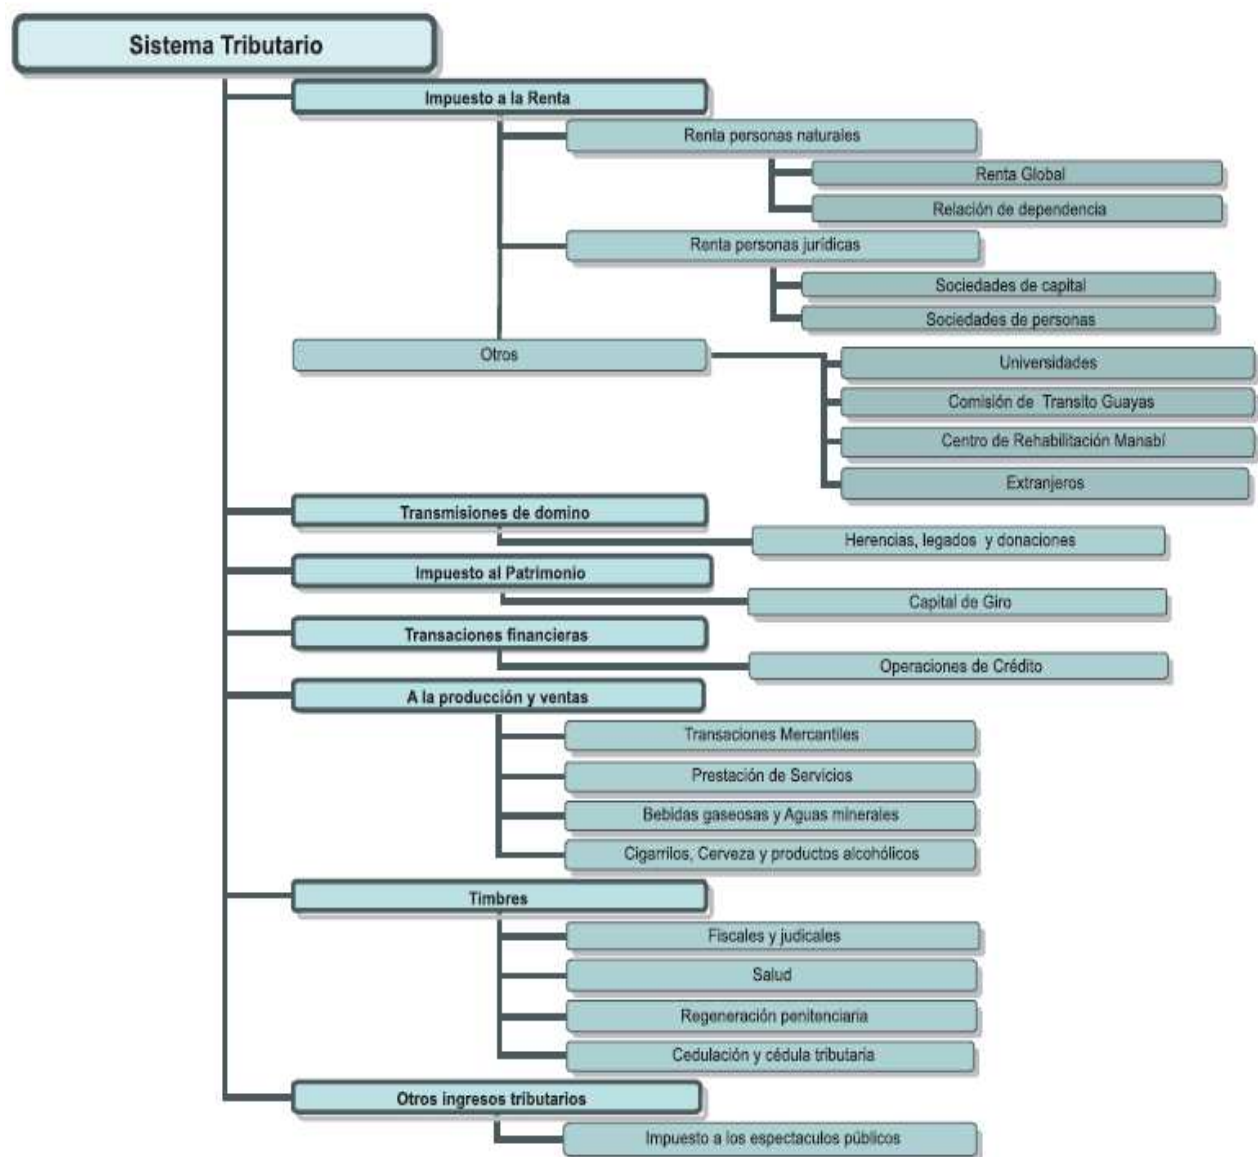 Sistema Tributario
Impuesto a la Renta
Renta personas naturales
Renta Global
Relación de dependencia
Renta personas jurídicas
Sociedades de capital
Sociedades de personas
Otros
Universidades
Comisión de Transito Guayas
Centro de Rehabilitación Manabí
Extranjeros
Transmisiones de domino
Herencias, legados y donaciones
Impuesto al Patrimonio
Capital de Giro
Transaciones financieras
Operaciones de Crédito
A la producción y ventas
Transaciones Mercantiles
Prestación de Servicios
Bebidas gaseosas y Aguas minerales
Cigarrilos, Cerveza y productos alcohólicos
Timbres
Fiscales y judicales
Salud
Regeneración penitenciaria
Cedulación y cédula tributaria
Otros ingresos tributarios
Impuesto a los espectaculos públicos